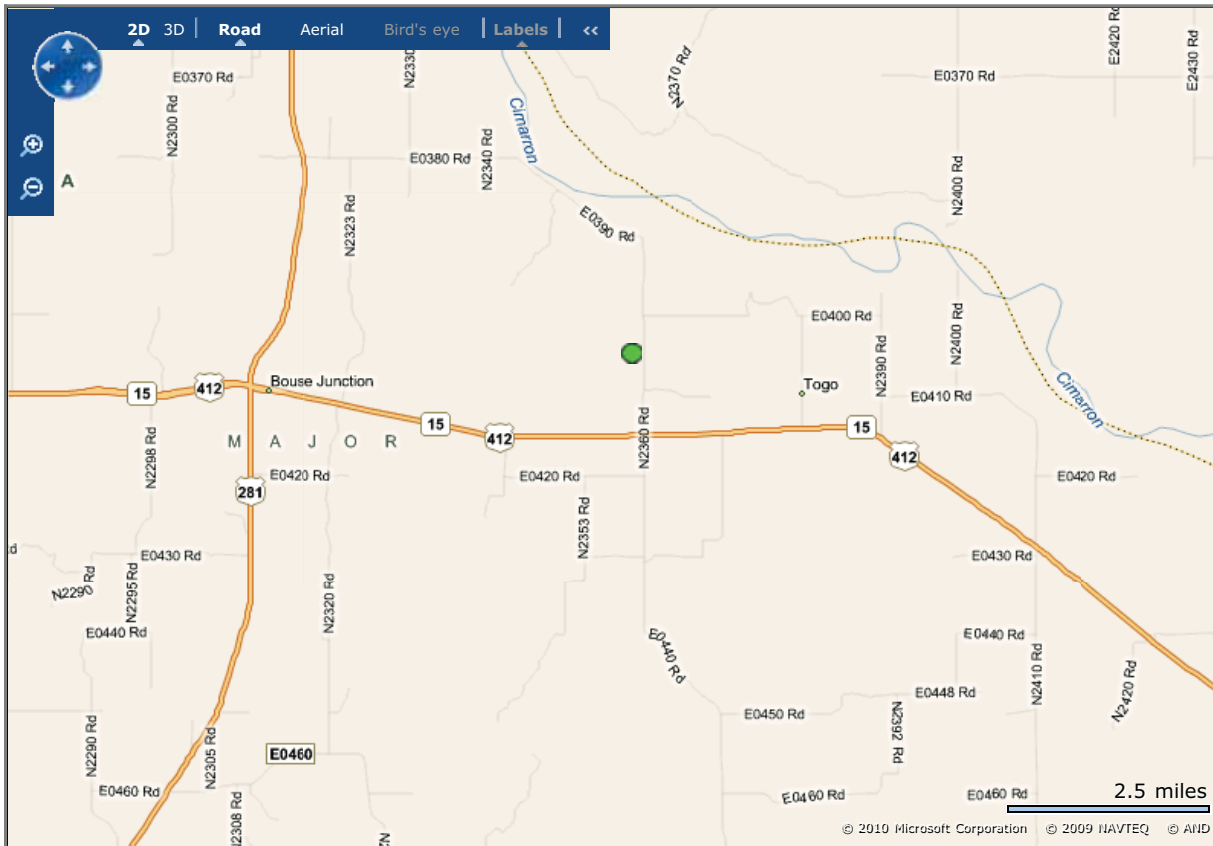 2D 3D Road Aerial Bird's eye Labels <<
E0370 Rd
N2300 Rd
N2330
N2340 Rd
E0380 Rd
Cimarron
N2370 Rd
E0370 Rd
E2420 Rd
E2430 Rd
A
N2323 Rd
E0390 Rd
N2400 Rd
E0400 Rd
N2390 Rd
N2400 Rd
15
412
Bouse Junction
Togo
E0410 Rd
Cimarron
15
412
15
412
MAJOR
N2298 Rd
E0420 Rd
281
E0420 Rd
N2360 Rd
N2353 Rd
E0420 Rd
E0430 Rd
N2290 Rd
N2295 Rd
N2320 Rd
E0430 Rd
E0440 Rd
E0440 Rd
E0440 Rd
N2410 Rd
N2420 Rd
E0448 Rd
E0450 Rd
N2392 Rd
N2290 Rd
N2305 Rd
E0460
E0460 Rd
N2308 Rd
E0460 Rd
E0460 Rd
2.5 miles
© 2010 Microsoft Corporation © 2009 NAVTEQ © AND